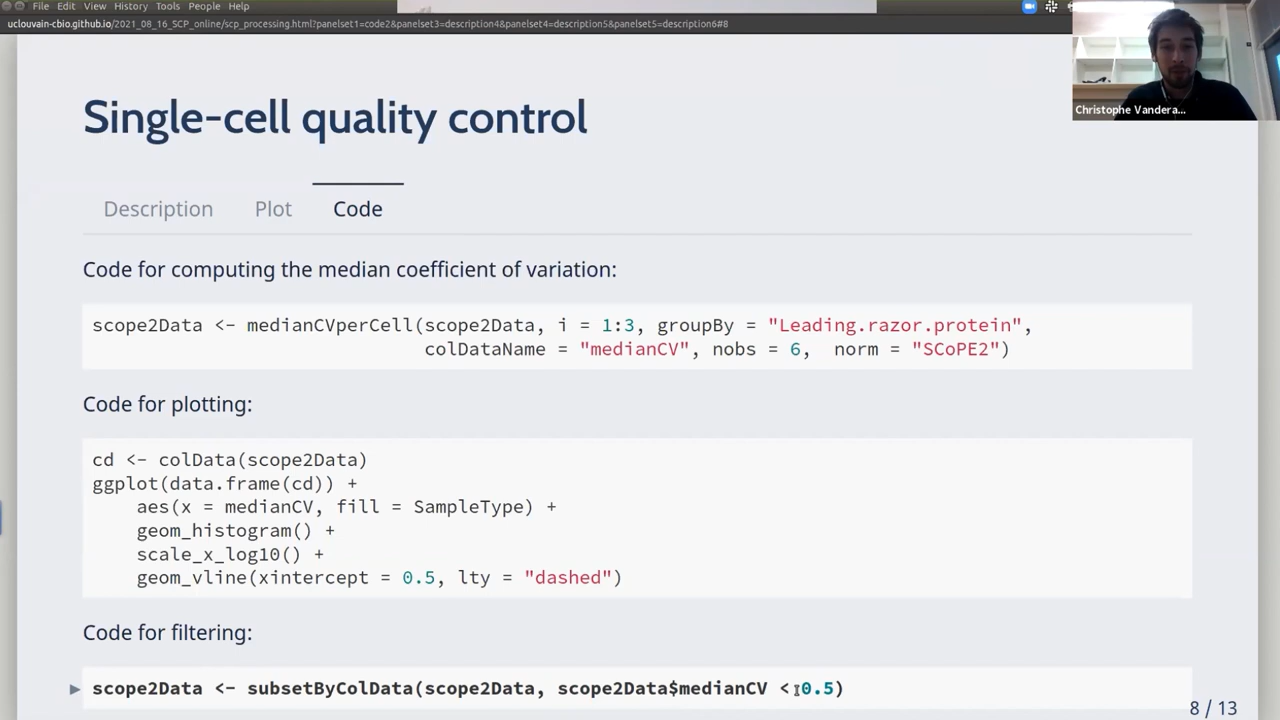 File Edit View History Tools People Help
uclouvain-cbio.github.io/2021_08_16_SCP_online/scp_processing.html?panelset1=code2&panelset3=description4&panelset4=description5&panelset5=description6#8
Christophe Vandera...
Single-cell quality control
Description Plot Code
Code for computing the median coefficient of variation:
scope2Data <- medianCVperCell(scope2Data, i = 1:3, groupBy = "Leading.razor.protein",
colDataName = "medianCV", nobs = 6, norm = "SCoPE2")
Code for plotting:
cd <- colData(scope2Data)
ggplot(data.frame(cd)) +
aes(x = medianCV, fill = SampleType) +
geom_histogram() +
scale_x_log10() +
geom_vline(xintercept = 0.5, lty = "dashed")
Code for filtering:
scope2Data <- subsetByColData(scope2Data, scope2Data$medianCV < 0.5)
8 / 13